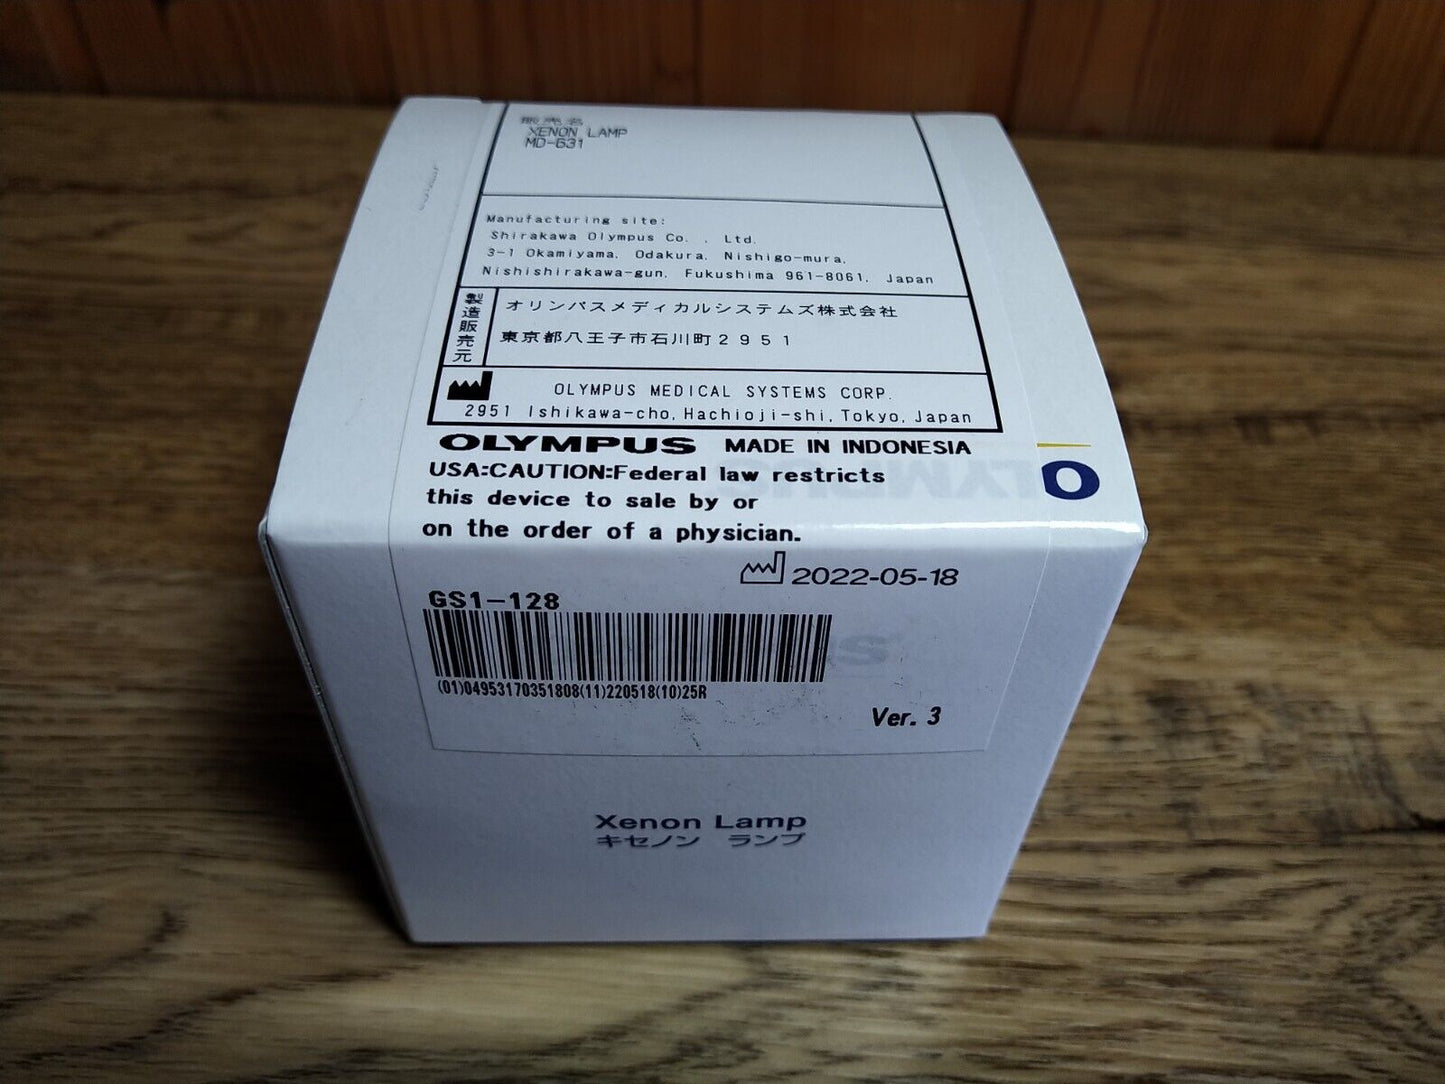 販売名
XENON LAMP
MD-631
Manufacturing site:
Shirakawa Olympus Co. , Ltd.
3-1 Okamiyama, Odakura, Nishigo-mura,
Nishishirakawa-gun, Fukushima 961-8061, Japan
製造販売元
オリンパスメディカルシステムズ株式会社
東京都八王子市石川町2951
OLYMPUS MEDICAL SYSTEMS CORP.
2951 Ishikawa-cho,Hachioji-shi,Tokyo,Japan
OLYMPUS MADE IN INDONESIA
USA:CAUTION:Federal law restricts
this device to sale by or
on the order of a physician.
OLYMPUS
2022-05-18
GS1-128
(01)04953170351808(11)220518(10)25R
Ver. 3
Xenon Lamp
キセノン ランプ